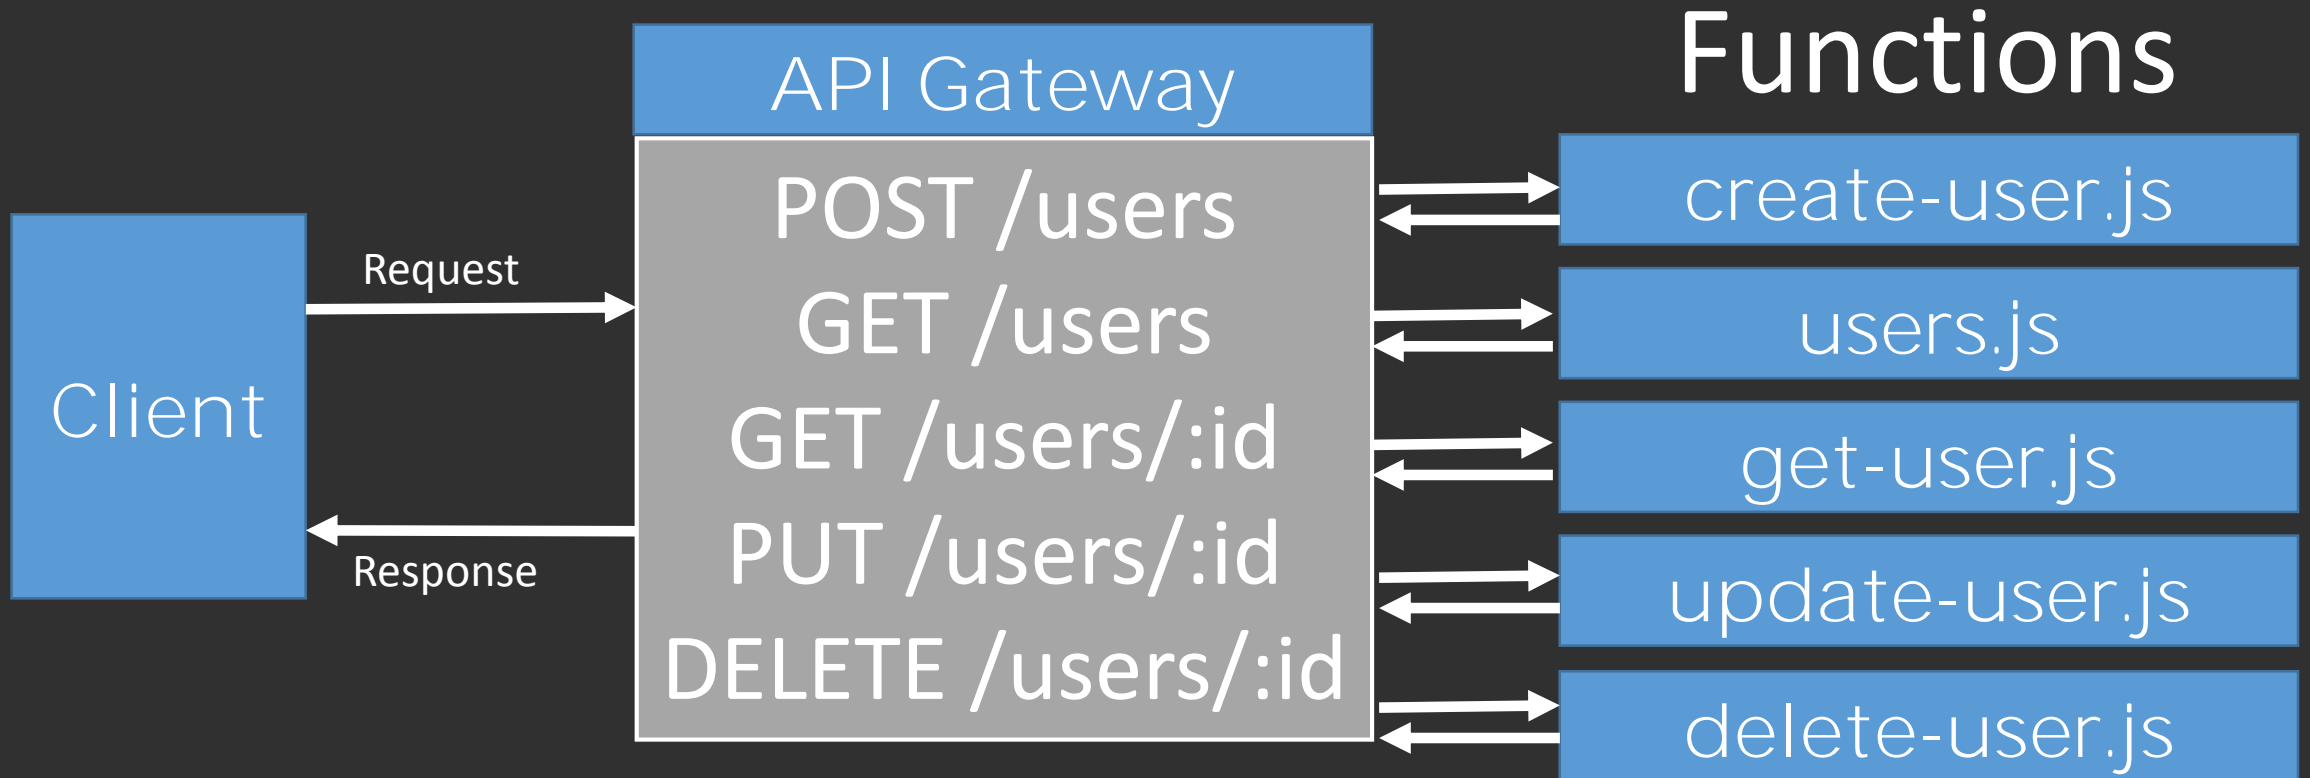 Functions
API Gateway
POST /users
GET /users
GET /users/:id
PUT /users/:id
DELETE /users/:id
Client
Request
Response
create-user.js
users.js
get-user.js
update-user.js
delete-user.js